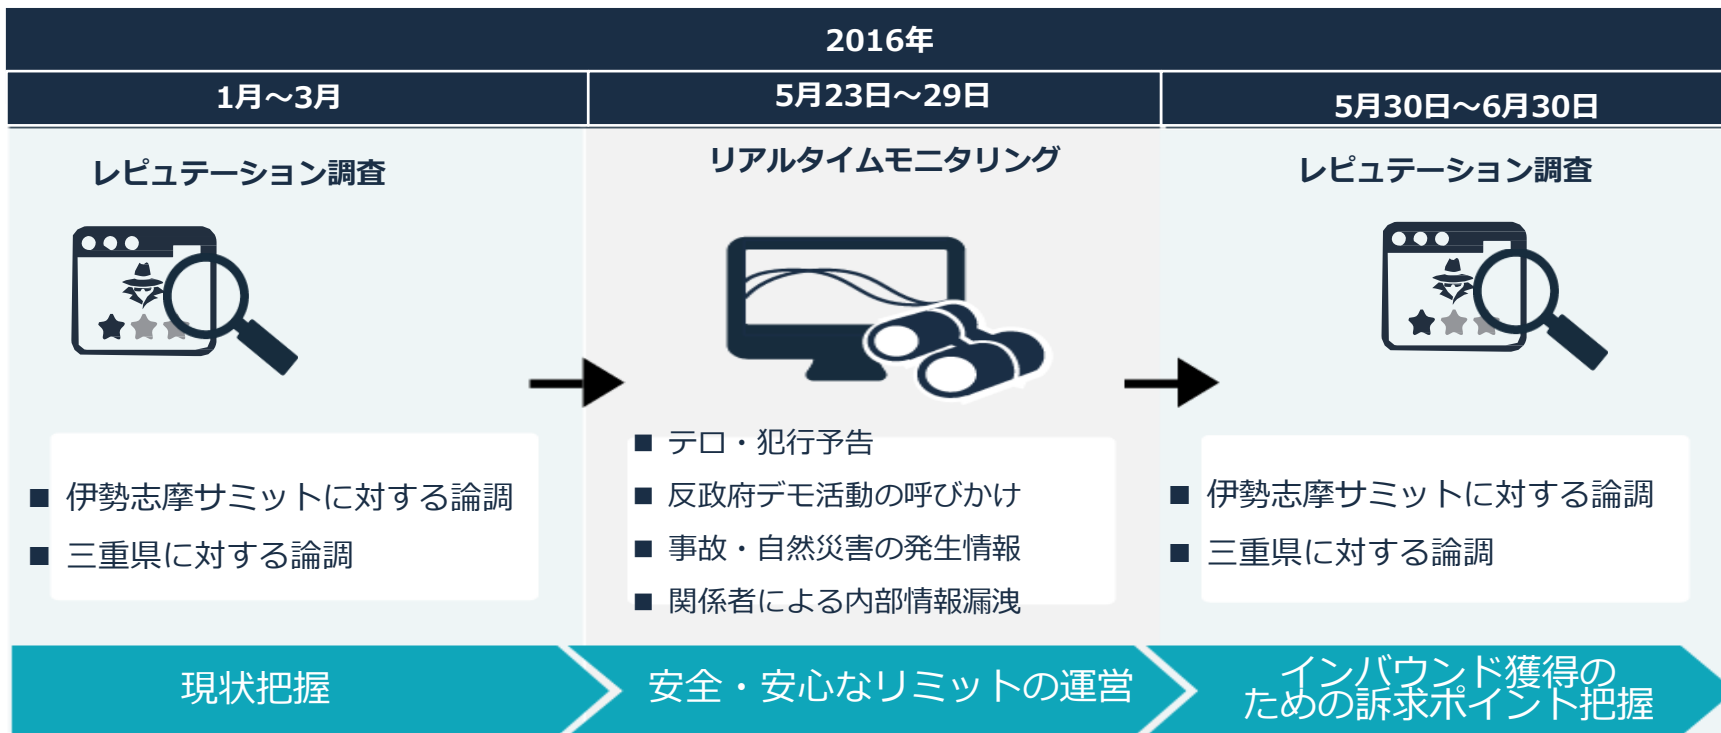 2016年
1月～3月
5月23日～29日
5月30日～6月30日
レピュテーション調査
リアルタイムモニタリング
レピュテーション調査
■ 伊勢志摩サミットに対する論調
■ 三重県に対する論調
■ テロ・犯行予告
■ 反政府デモ活動の呼びかけ
■ 事故・自然災害の発生情報
■ 関係者による内部情報漏洩
■ 伊勢志摩サミットに対する論調
■ 三重県に対する論調
現状把握
安全・安心なリミットの運営
インバウンド獲得の
ための訴求ポイント把握